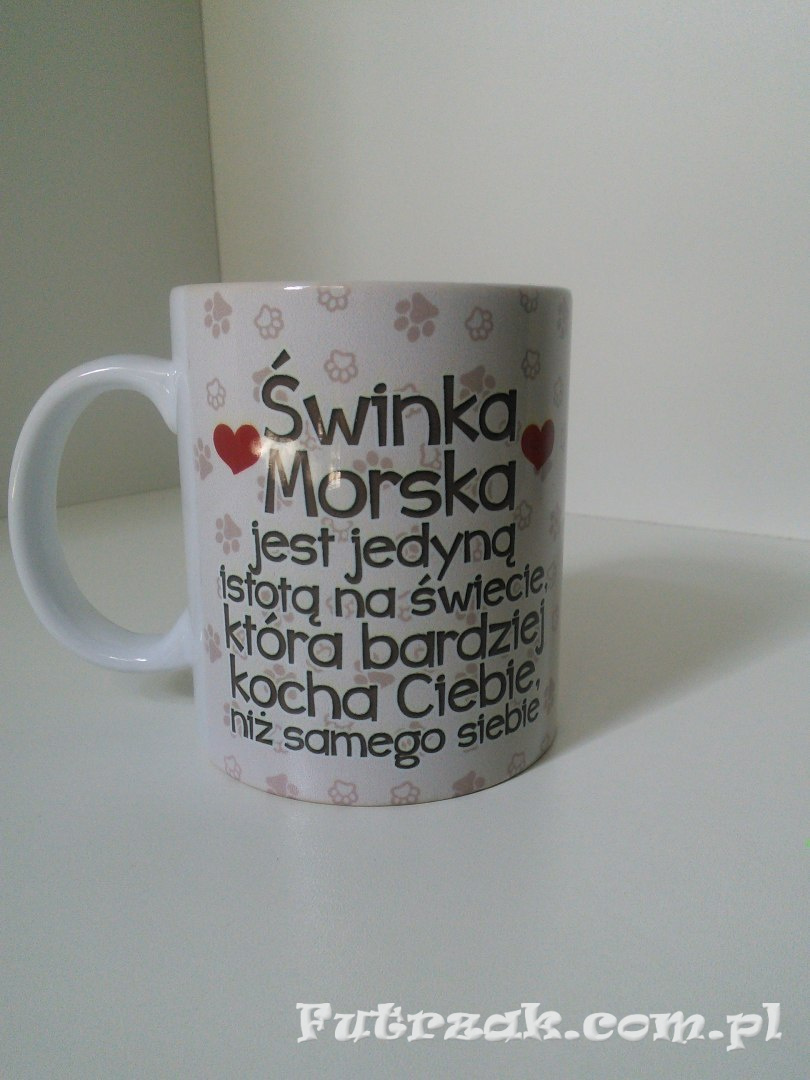 Świnka
Morska
jest jedyną
istotą na świecie,
która bardziej
kocha Ciebie,
niż samego siebie
Futrzak.com.pl